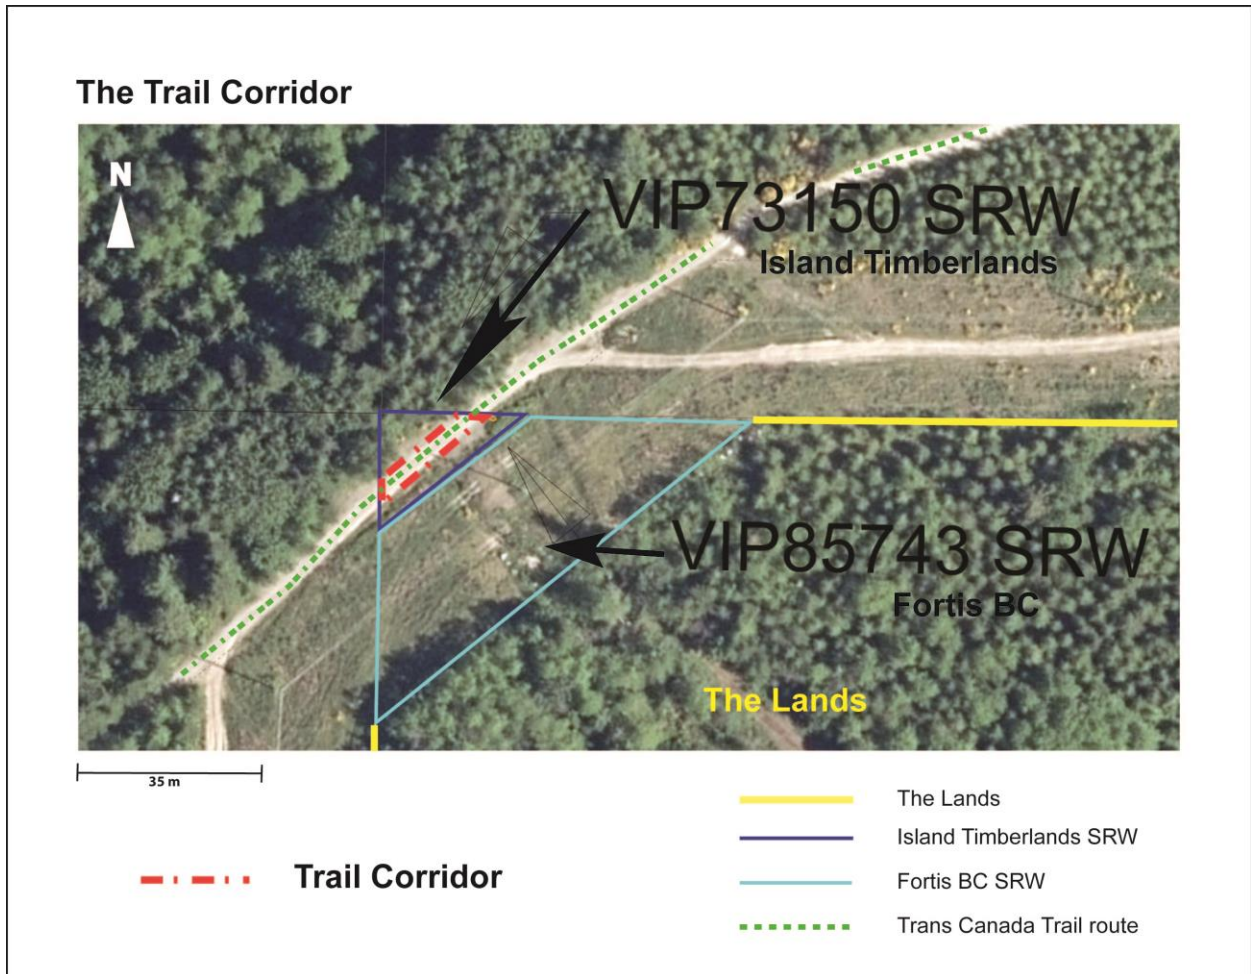 The Trail Corridor
N
VIP73150 SRW
Island Timberlands
VIP85743 SRW
Fortis BC
The Lands
35 m
The Lands
Island Timberlands SRW
Trail Corridor
Fortis BC SRW
Trans Canada Trail route